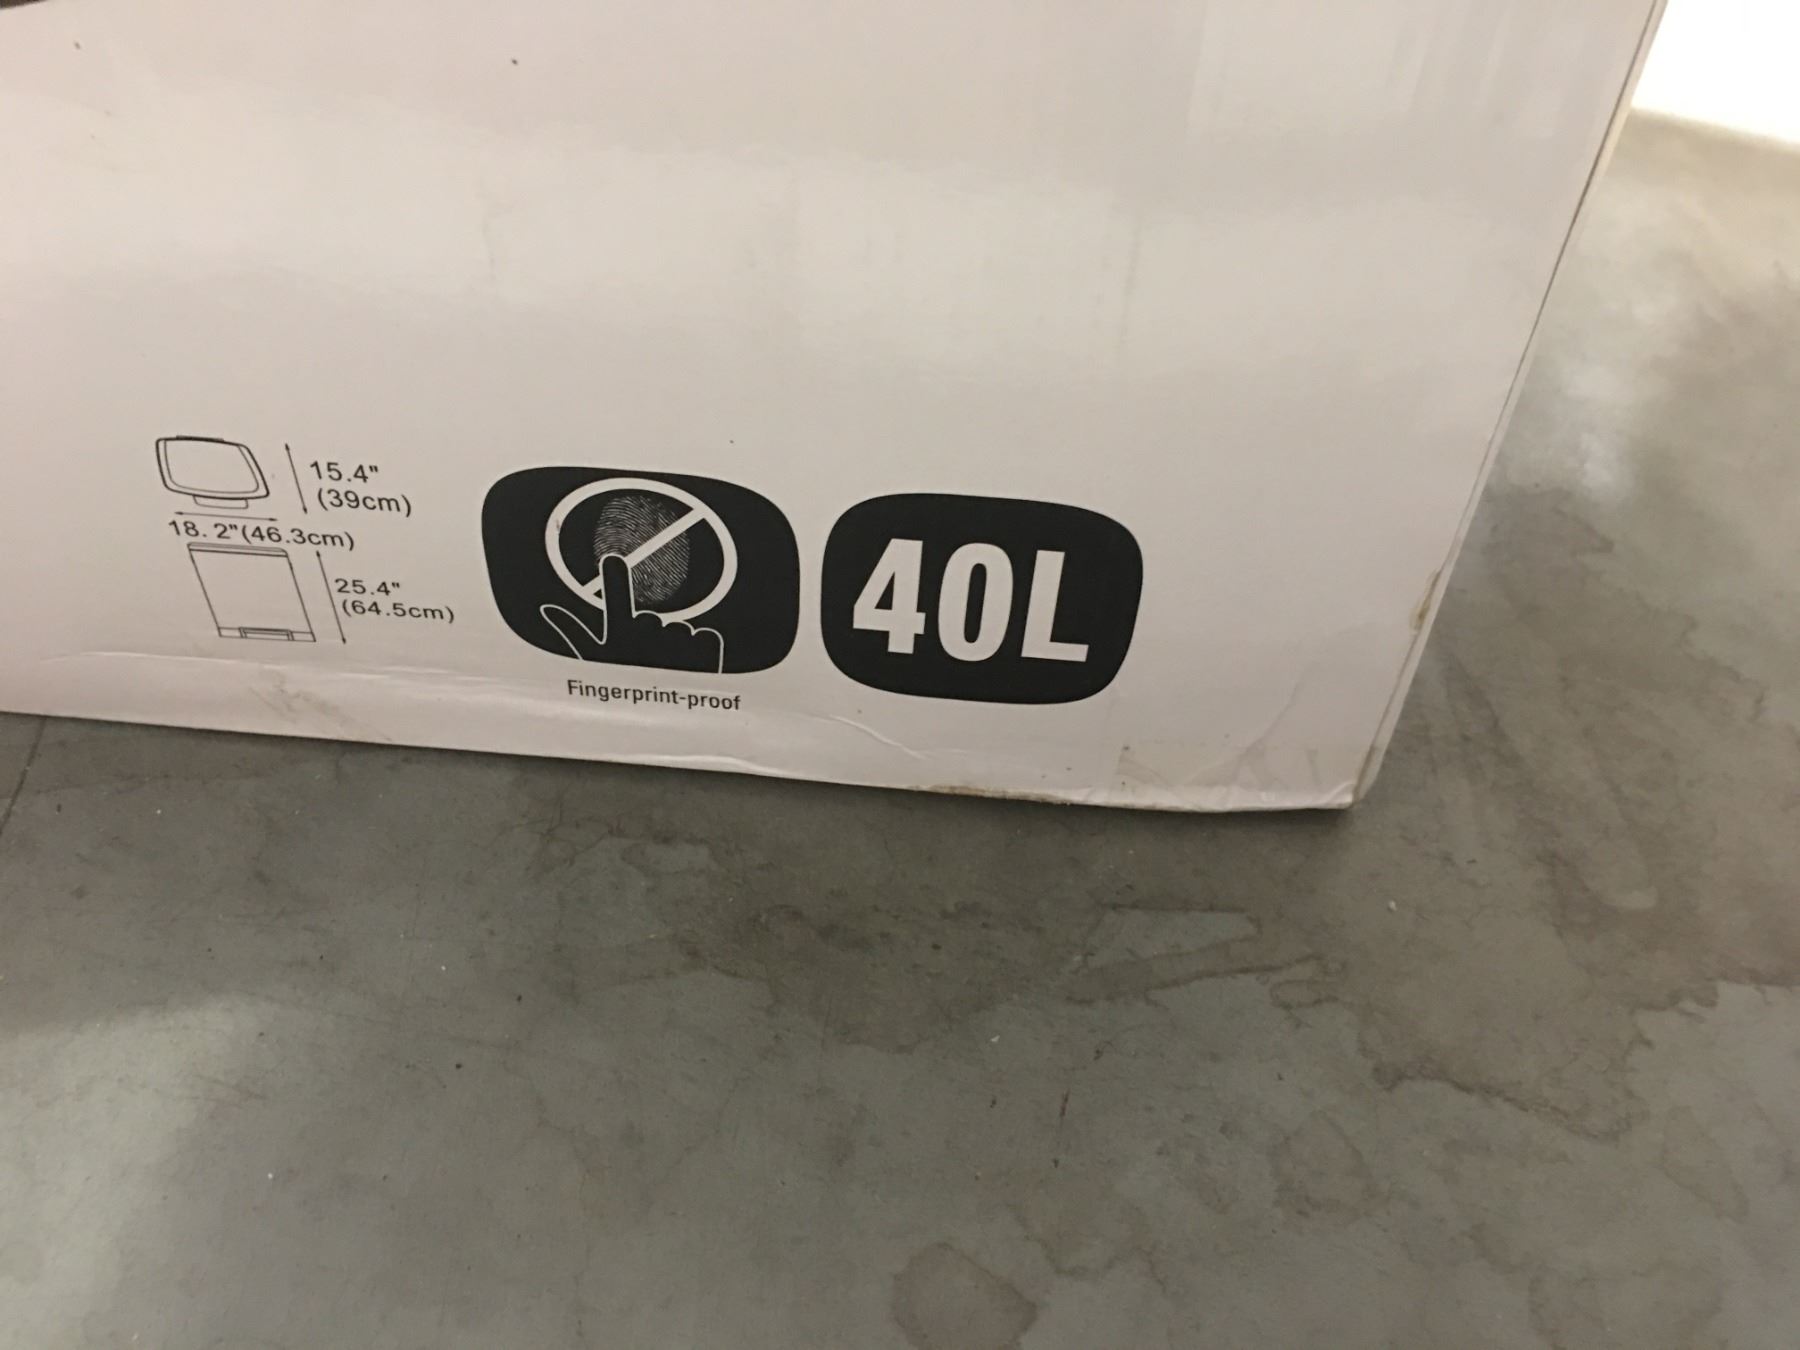 15.4"
(39cm)
18. 2"(46.3cm)
25.4"
(64.5cm)
Fingerprint-proof
40L